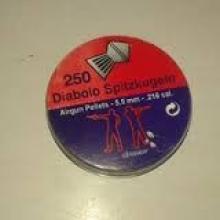 250
Diabolo Spitzkugeln
Airgun Pellets - 5,5 mm - .216 cal.